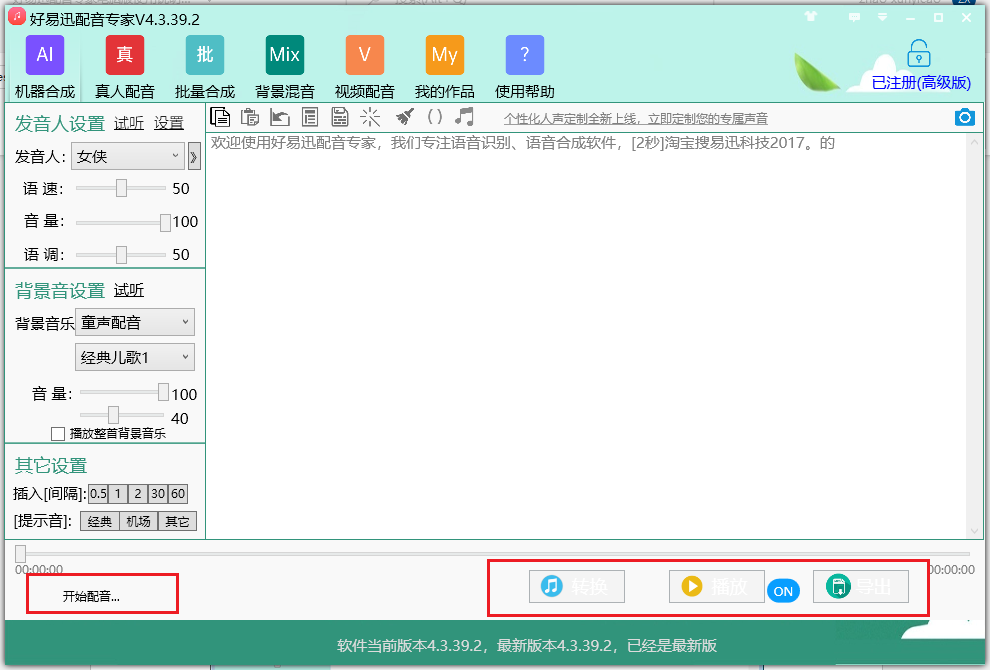 好易迅配音专家V4.3.39.2
AI 真 批 Mix V My ?
机器合成 真人配音 批量合成 背景混音 视频配音 我的作品 使用帮助
已注册(高级版)
发音人设置 试听 设置
个性化人声定制全新上线，立即定制您的专属声音
发音人: 女侠 》
欢迎使用好易迅配音专家，我们专注语音识别、语音合成软件，[2秒]淘宝搜易迅科技2017。的
语 速: 50
音 量: 100
语 调: 50
背景音设置 试听
背景音乐 童声配音
经典儿歌1
音 量: 100
40
播放整首背景音乐
其它设置
插入[间隔]: 0.5 1 2 30 60
[提示音]: 经典 机场 其它
00:00:00 00:00:00
开始配音...
转换 播放 ON 导出
软件当前版本4.3.39.2，最新版本4.3.39.2，已经是最新版